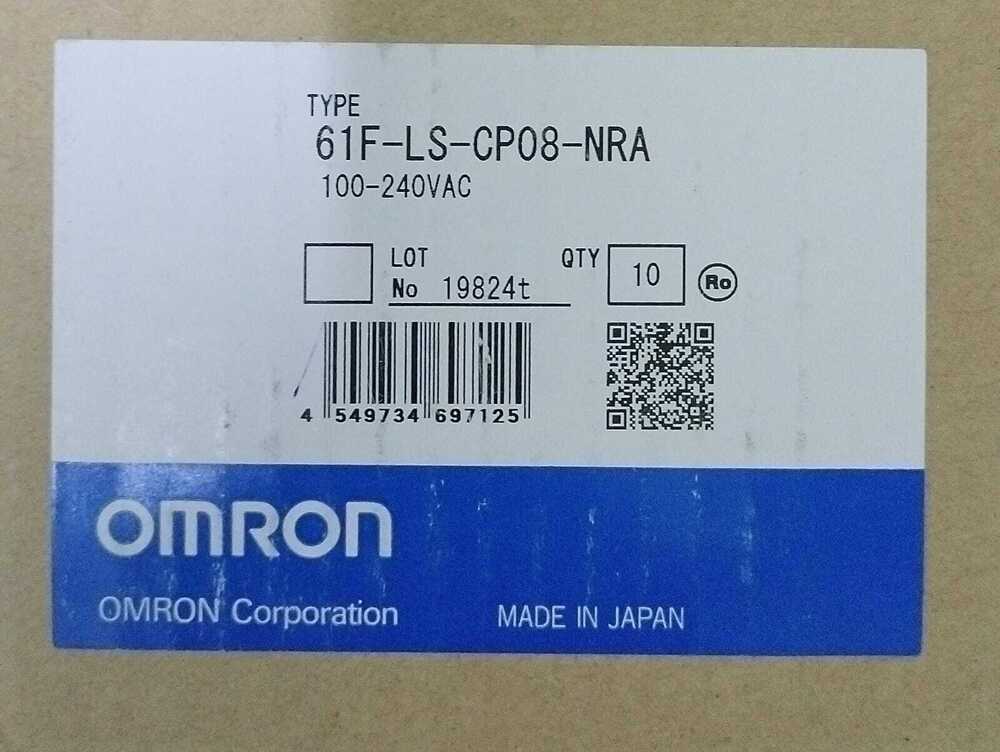 TYPE
61F-LS-CP08-NRA
100-240VAC
LOT
No 19824t
QTY
10
Ro
4 549734 697125
OMRON
OMRON Corporation
MADE IN JAPAN